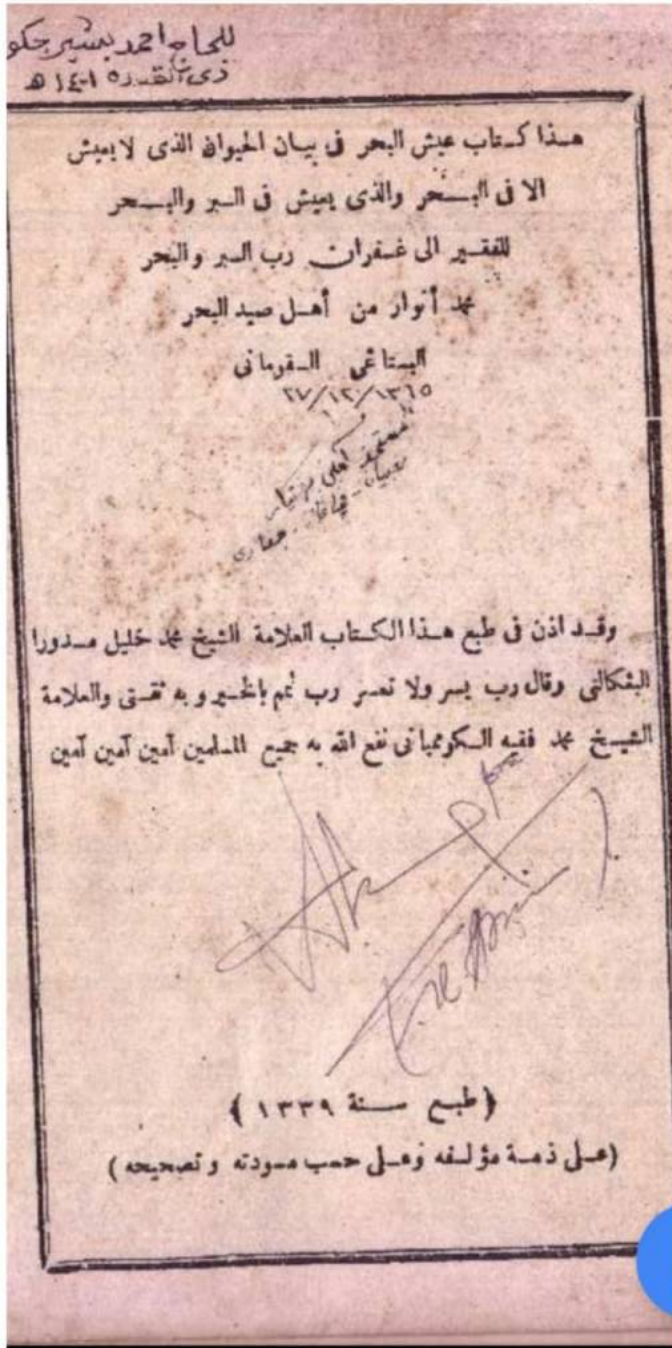 للحاج احمد بشير جكو
ذى القعدة ١٤٠١ هـ
هذا كتاب عيش البحر فى بيان الحيوان الذى لا يعيش
الا فى البحر والذى يعيش فى البر والبحر
للفقير الى غفران رب البر والبحر
محمد أنوار من أهل صيد البحر
البستاغى
٢٧/١٢/١٣٦٥
وقد اذن فى طبع هذا الكتاب العلامة الشيخ محمد خليل مدورا
البنكالنى وقال رب يسر ولا تعسر رب تمم بالخير وبه ثقتى والعلامة
الشيخ محمد فقيه الكومبانى نفع الله به جميع المسلمين آمين آمين آمين
(طبع سنة ١٣٣٩)
(على ذمة مؤلفه وعلى حسب مسودته وتصحيحه)